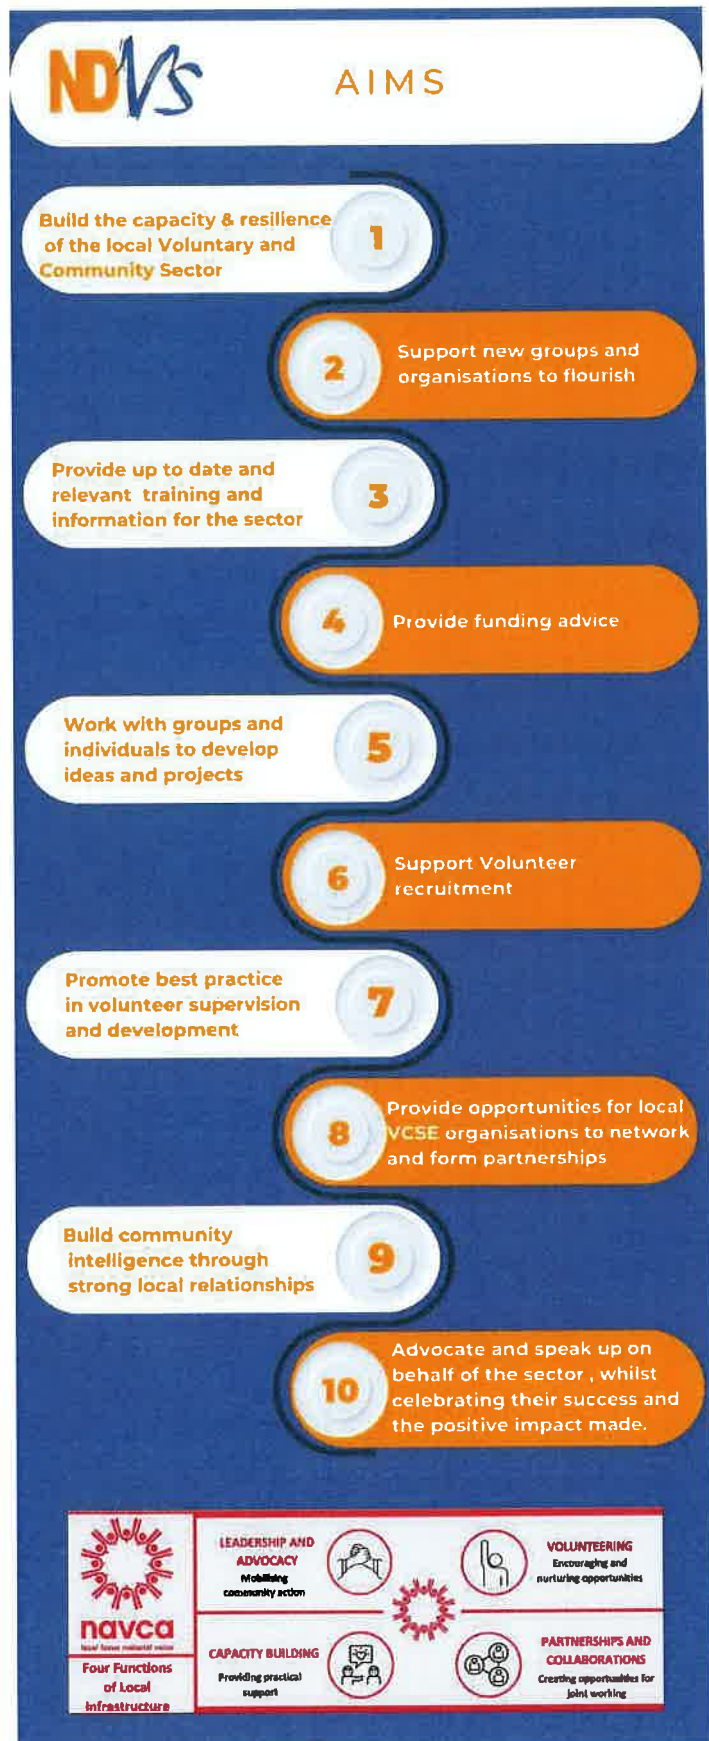 NDVS
AIMS
Build the capacity & resilience
of the local Voluntary and
Community Sector
1
2
Support new groups and
organisations to flourish
Provide up to date and
relevant training and
information for the sector
3
4
Provide funding advice
Work with groups and
individuals to develop
ideas and projects
5
6
Support Volunteer
recruitment
Promote best practice
in volunteer supervision
and development
7
8
Provide opportunities for local
VCSE organisations to network
and form partnerships
Build community
intelligence through
strong local relationships
9
10
Advocate and speak up on
behalf of the sector , whilst
celebrating their success and
the positive impact made.
navca
local focus national voice
Four Functions
of Local
Infrastructure
LEADERSHIP AND
ADVOCACY
Mobilising
community action
VOLUNTEERING
Encouraging and
nurturing opportunities
CAPACITY BUILDING
Providing practical
support
PARTNERSHIPS AND
COLLABORATIONS
Creating opportunities for
joint working